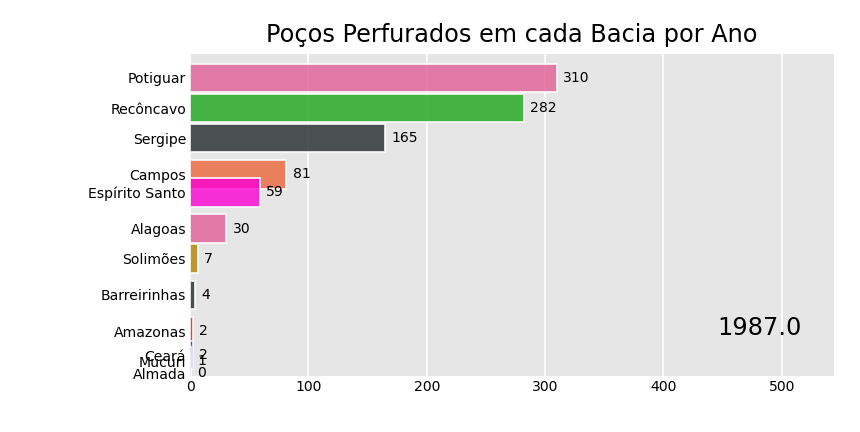 Poços Perfurados em cada Bacia por Ano
Potiguar 310
Recôncavo 282
Sergipe 165
Campos 81
Espírito Santo 59
Alagoas 30
Solimões 7
Barreirinhas 4
1987.0
Amazonas 2
Ceará 2
Mucuri 1
Almada 0
0 100 200 300 400 500